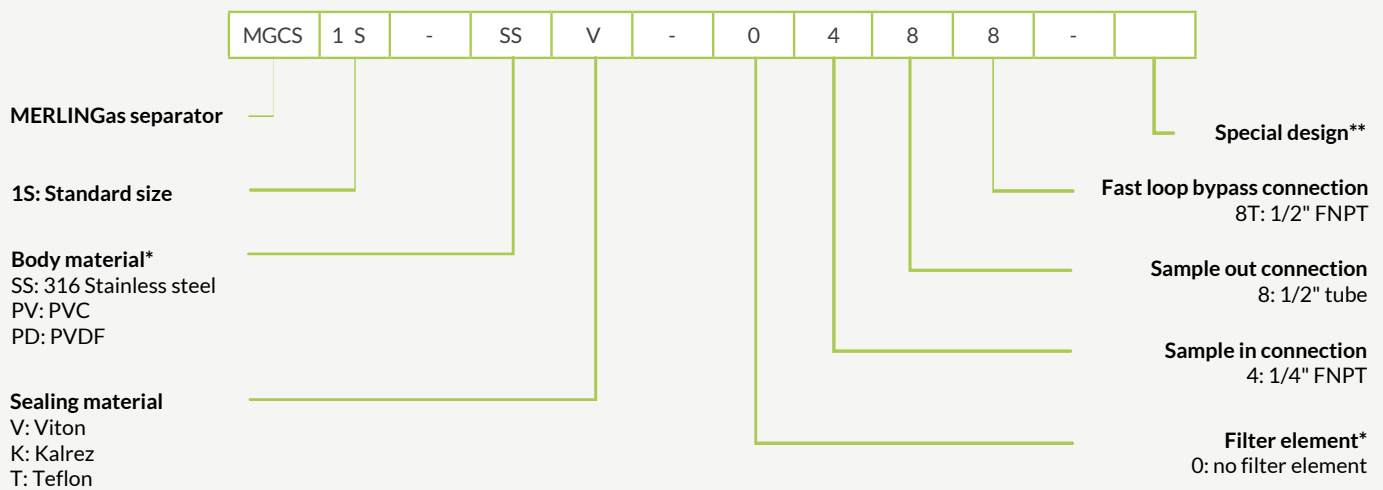 MGCS 1 S - SS V - 0 4 8 8 -
MERLINGas separator
1S: Standard size
Body material*
SS: 316 Stainless steel
PV: PVC
PD: PVDF
Sealing material
V: Viton
K: Kalrez
T: Teflon
Special design**
Fast loop bypass connection
8T: 1/2" FNPT
Sample out connection
8: 1/2" tube
Sample in connection
4: 1/4" FNPT
Filter element*
0: no filter element